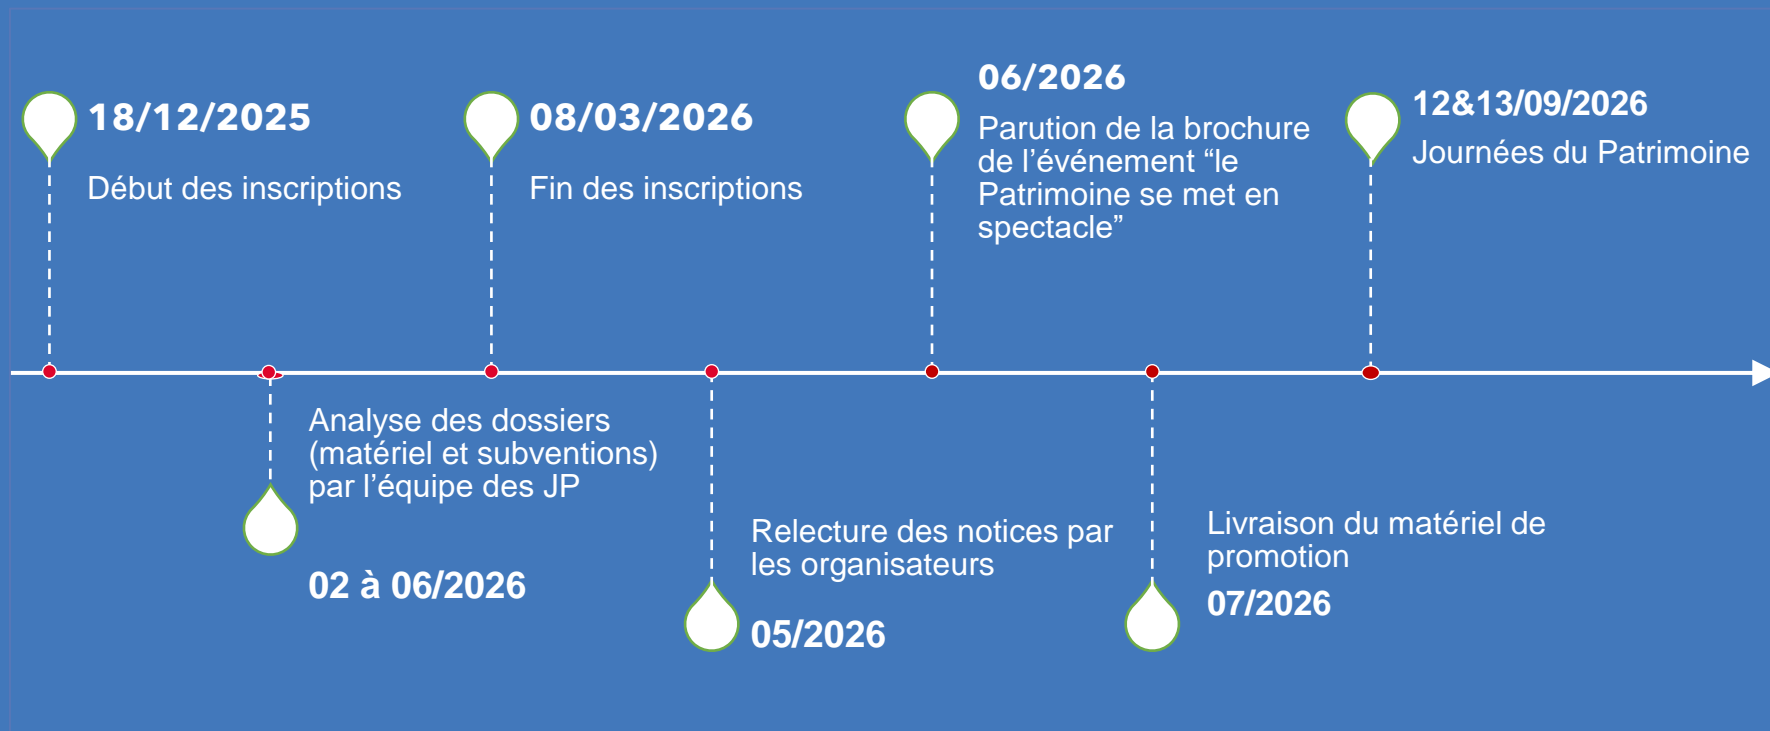 18/12/2025
Début des inscriptions
Analyse des dossiers
(matériel et subventions)
par l’équipe des JP
02 à 06/2026
08/03/2026
Fin des inscriptions
Relecture des notices par
les organisateurs
05/2026
06/2026
Parution de la brochure
de l’événement “le
Patrimoine se met en
spectacle”
Livraison du matériel de
promotion
07/2026
12&13/09/2026
Journées du Patrimoine